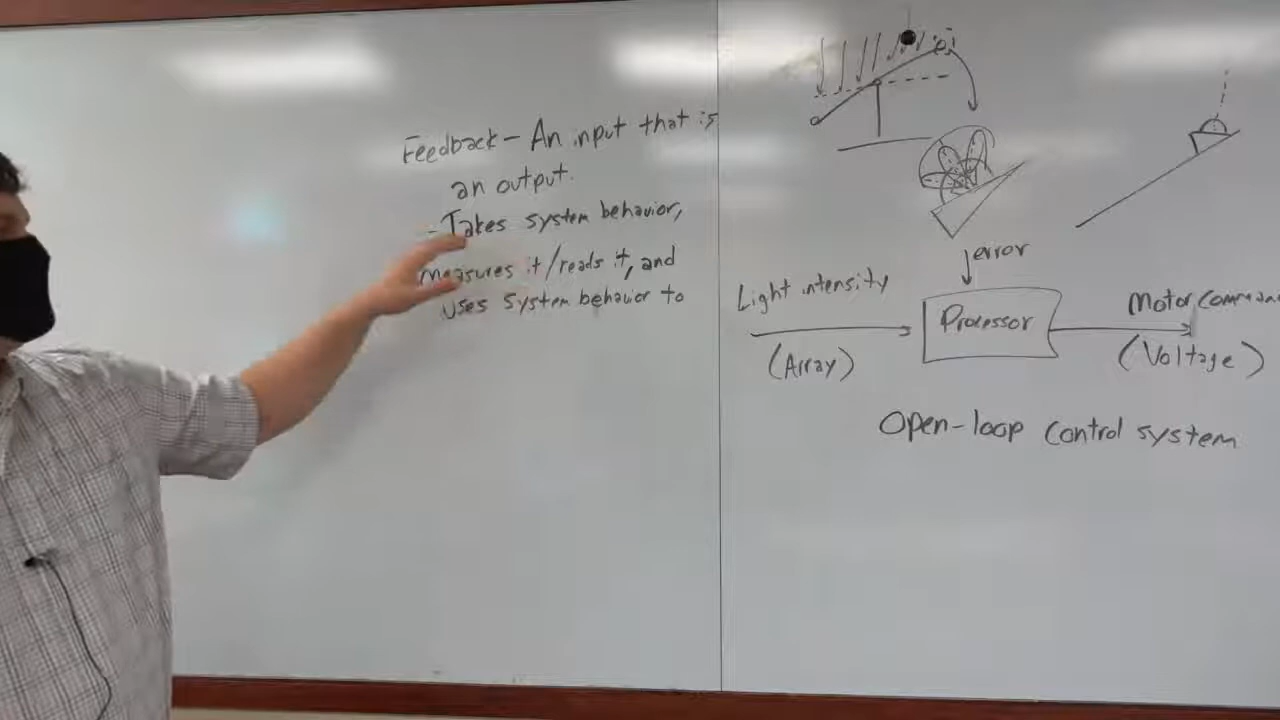 Feedback - An input that is
an output.
- Takes system behavior,
measures it/reads it, and
uses system behavior to
error
Light intensity
(Array)
Processor
Motor Comman
(Voltage)
Open-loop control system